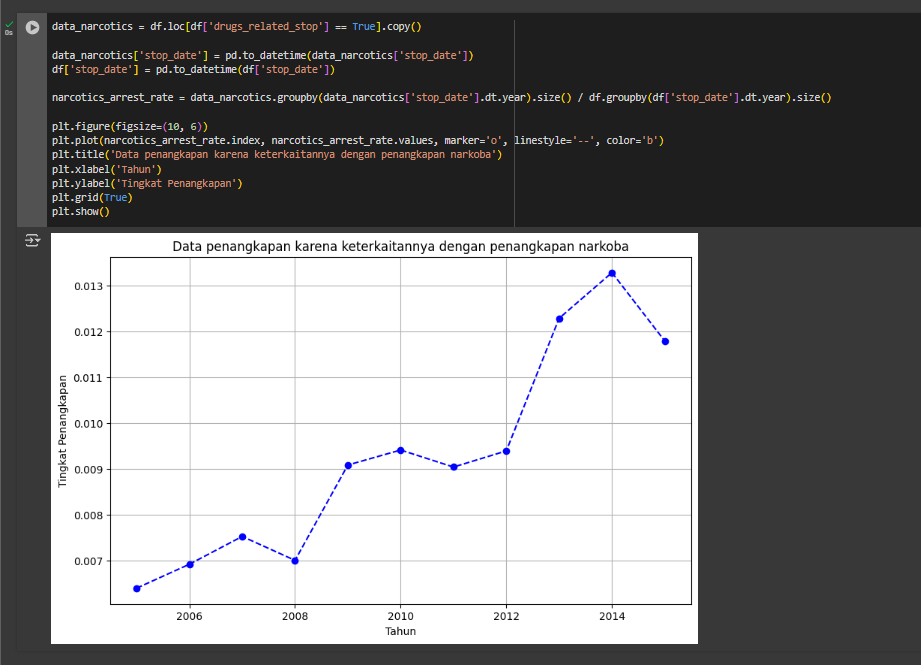 data_narcotics = df.loc[df['drugs_related_stop'] == True].copy()
data_narcotics['stop_date'] = pd.to_datetime(data_narcotics['stop_date'])
df['stop_date'] = pd.to_datetime(df['stop_date'])
narcotics_arrest_rate = data_narcotics.groupby(data_narcotics['stop_date'].dt.year).size() / df.groupby(df['stop_date'].dt.year).size()
plt.figure(figsize=(10, 6))
plt.plot(narcotics_arrest_rate.index, narcotics_arrest_rate.values, marker='o', linestyle='--', color='b')
plt.title('Data penangkapan karena keterkaitannya dengan penangkapan narkoba')
plt.xlabel('Tahun')
plt.ylabel('Tingkat Penangkapan')
plt.grid(True)
plt.show()
0s
Data penangkapan karena keterkaitannya dengan penangkapan narkoba
Tingkat Penangkapan
0.013
0.012
0.011
0.010
0.009
0.008
0.007
2006 2008 2010 2012 2014
Tahun